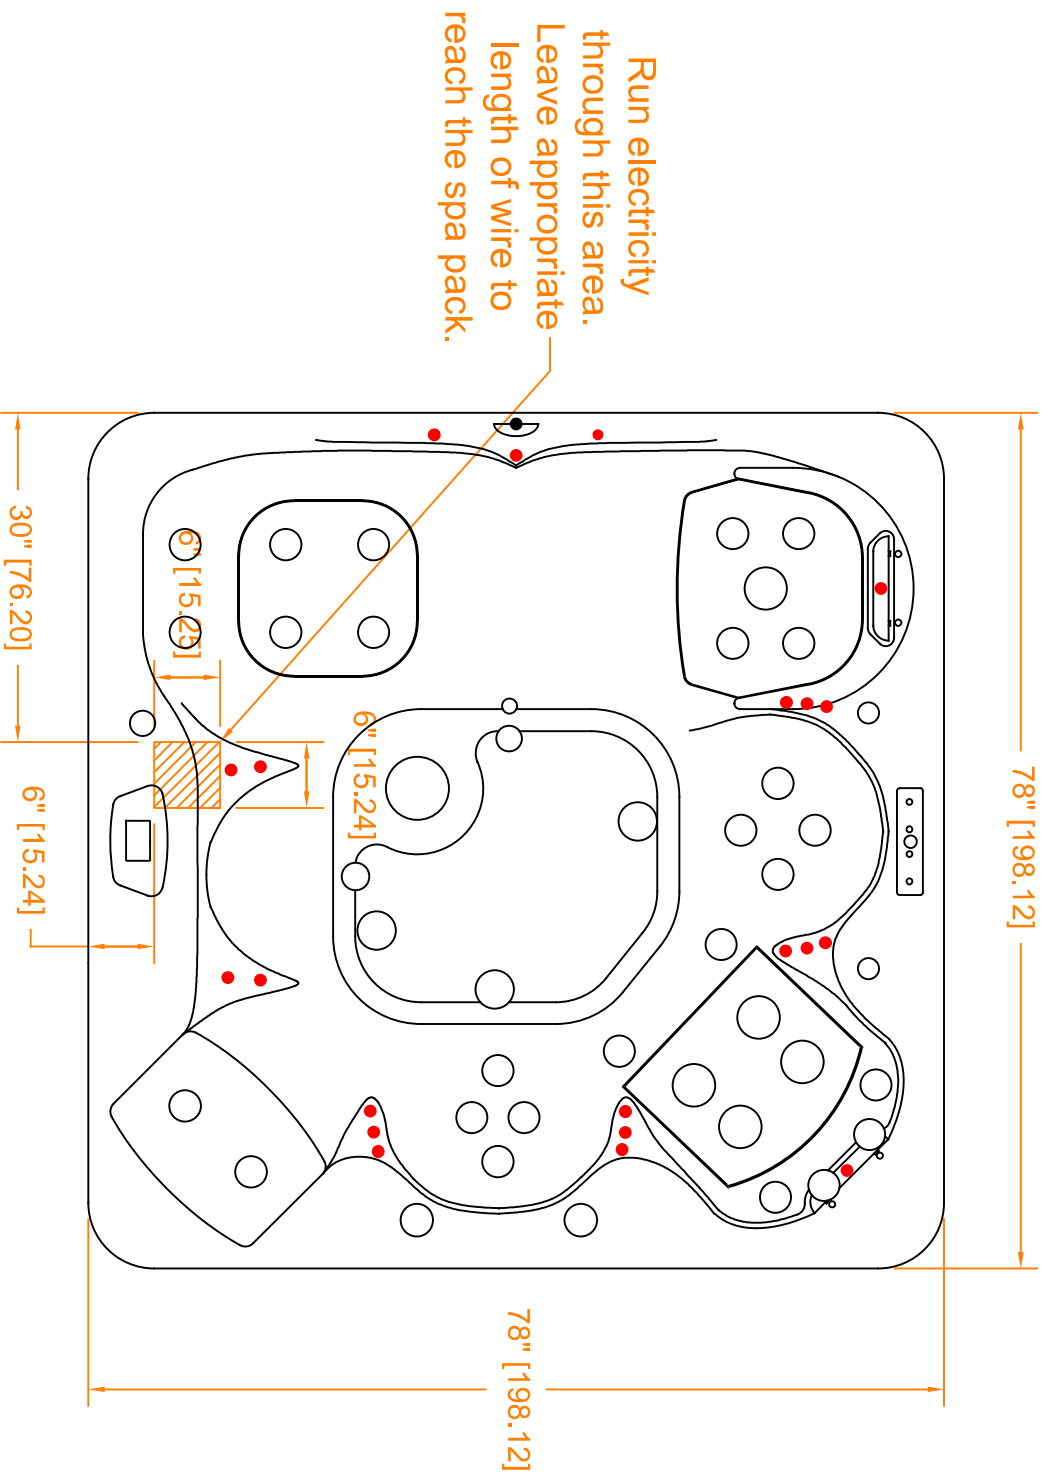 Run electricity
through this area.
Leave appropriate
length of wire to
reach the spa pack.
78" [198.12]
6" [15.24]
6" [15.25]
30" [76.20]
6" [15.24]
78" [198.12]